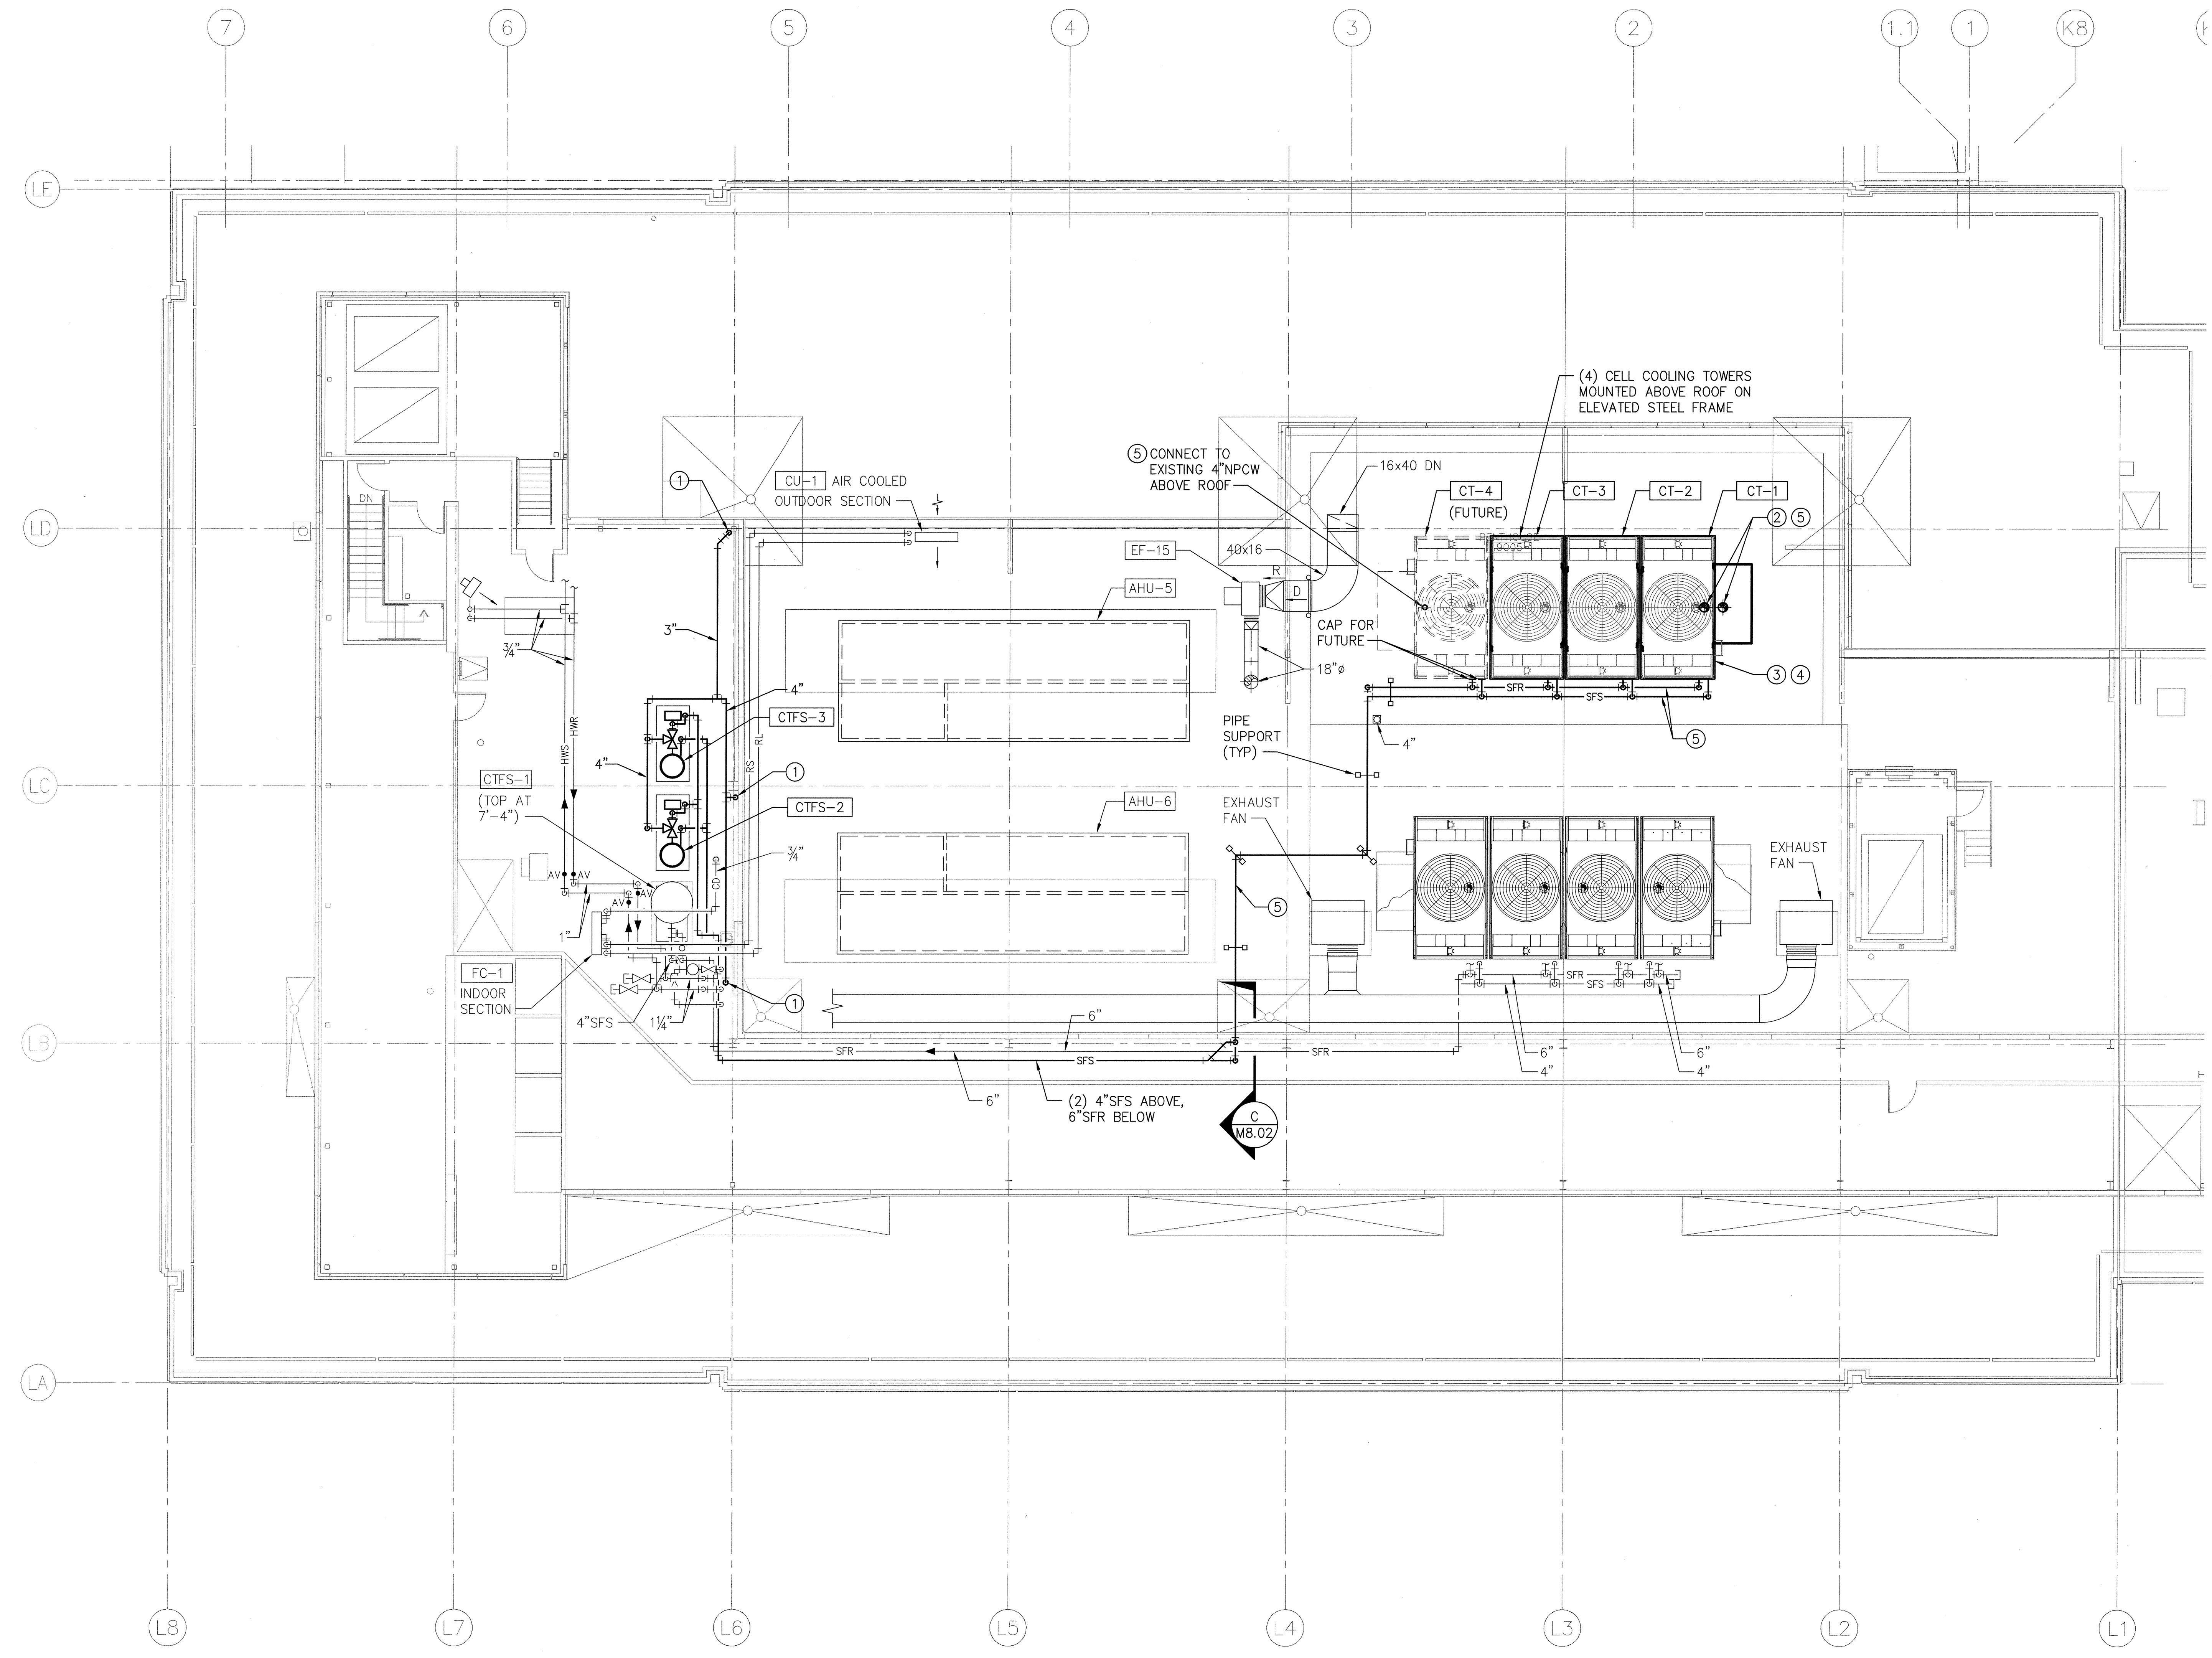 7
6
5
4
3
2
1.1
1
K8
LE
(4) CELL COOLING TOWERS
MOUNTED ABOVE ROOF ON
ELEVATED STEEL FRAME
⑤ CONNECT TO
EXISTING 4"NPCW
ABOVE ROOF
16x40 DN
1
CU-1 AIR COOLED
OUTDOOR SECTION
CT-4
(FUTURE)
CT-3
CT-2
CT-1
2 5
DN
LD
EF-15
40x16
R
D
AHU-5
3"
3/4"
CAP FOR
FUTURE
18"ø
3 4
4"
SFR
SFS
CTFS-3
HWS
HWR
RS
RL
PIPE
SUPPORT
(TYP)
4"
5
LC
4"
1
CTFS-1
(TOP AT
7'-4")
CTFS-2
AHU-6
EXHAUST
FAN
3/4"
EXHAUST
FAN
AV
AV
CD
AV
AV
1"
5
FC-1
INDOOR
SECTION
SFR
SFS
1
4"SFS
1¼"
6"
LB
SFR
SFS
SFR
6"
4"
6"
4"
6"
(2) 4"SFS ABOVE,
6"SFR BELOW
C
M8.02
LA
L8
L7
L6
L5
L4
L3
L2
L1